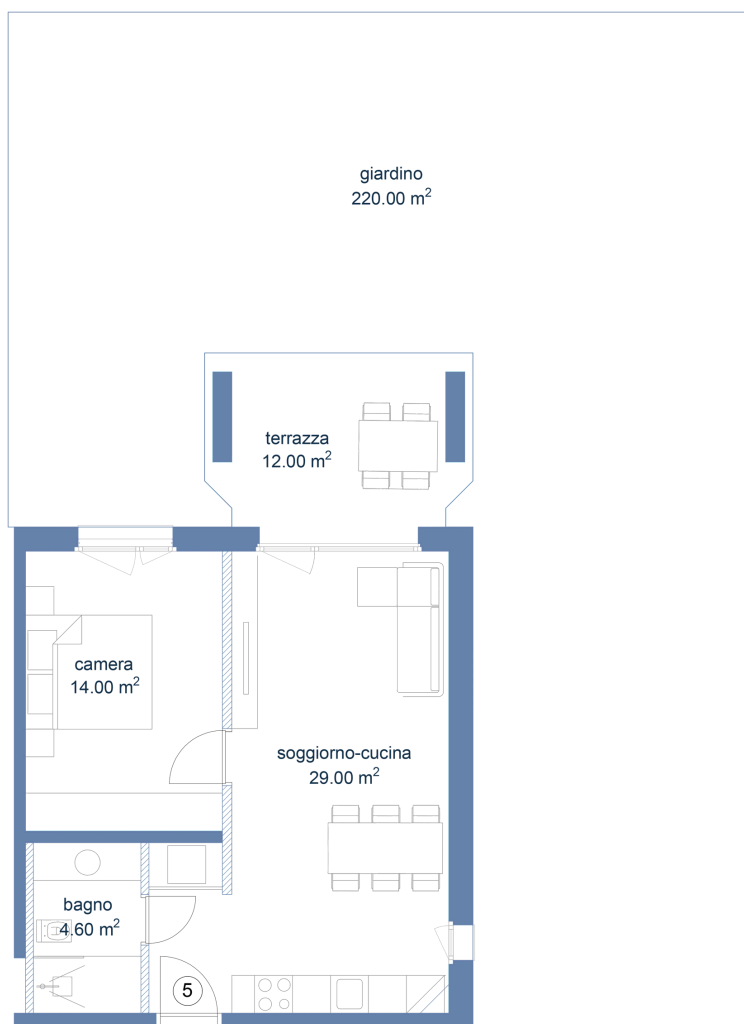 giardino
220.00 m²
terrazza
12.00 m²
camera
14.00 m²
soggiorno-cucina
29.00 m²
bagno
4.60 m²
5